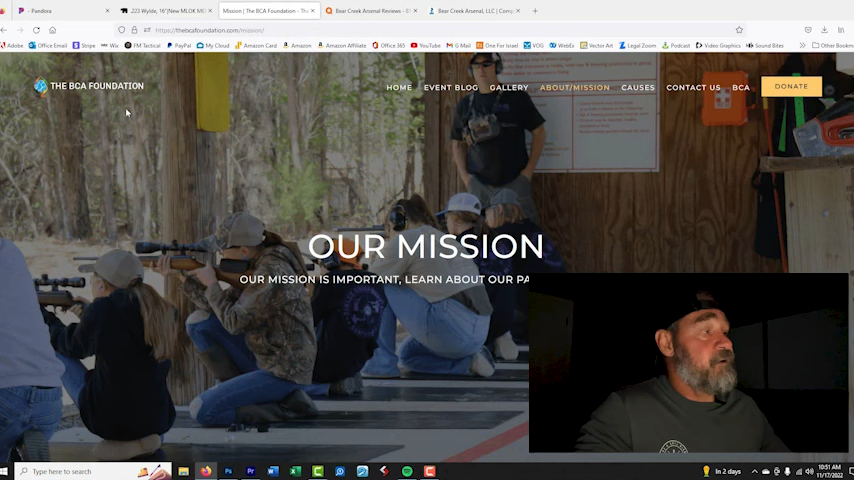 - Pandora
.223 Wylde, 16"|New MLOK M
Mission | The BCA Foundation - Th
Bear Creek Arsenal Reviews - B
Bear Creek Arsenal, LLC | Comp
https://thebcafoundation.com/mission/
Adobe Office Email Stripe Wix FM Tactical PayPal My Cloud Amazon Card Amazon Amazon Affiliate Office 365 YouTube G Mail One For Israel VOG WebEx Vector Art Legal Zoom Podcast Video Graphics Sound Bites Other Bookmar
THE BCA FOUNDATION
HOME EVENT BLOG GALLERY ABOUT/MISSION CAUSES CONTACT US BCA DONATE
OUR MISSION
OUR MISSION IS IMPORTANT, LEARN ABOUT OUR PA
Type here to search
In 2 days
10:51 AM
11/17/2022